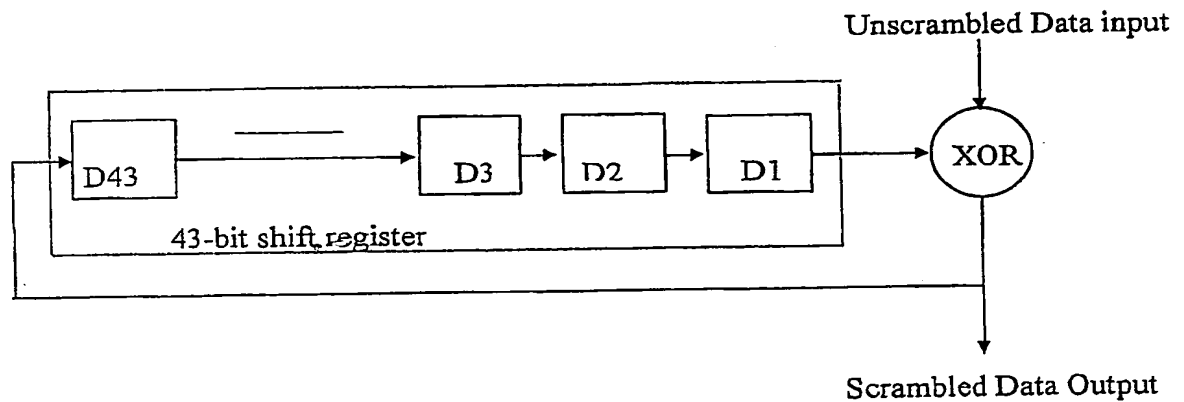 Unscrambled Data input
D43
D3
D2
D1
XOR
43-bit shift register
Scrambled Data Output